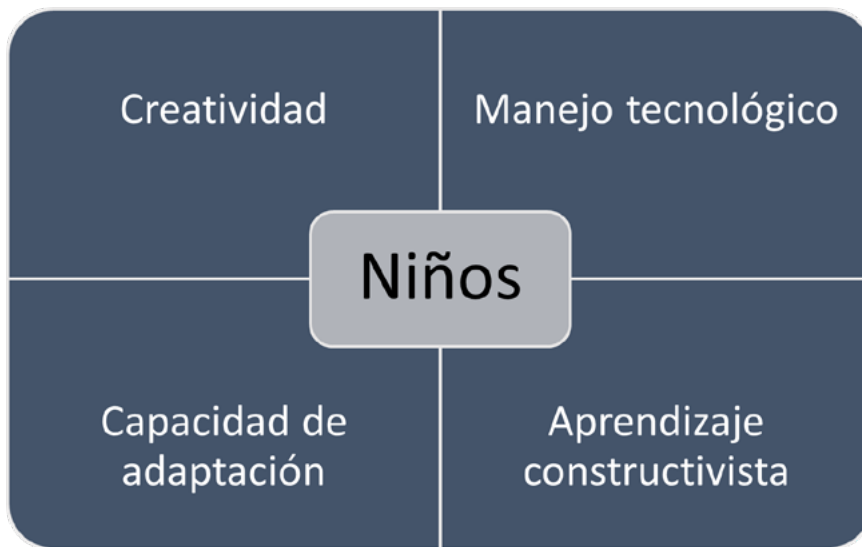 Creatividad
Manejo tecnológico
Niños
Capacidad de
adaptación
Aprendizaje
constructivista